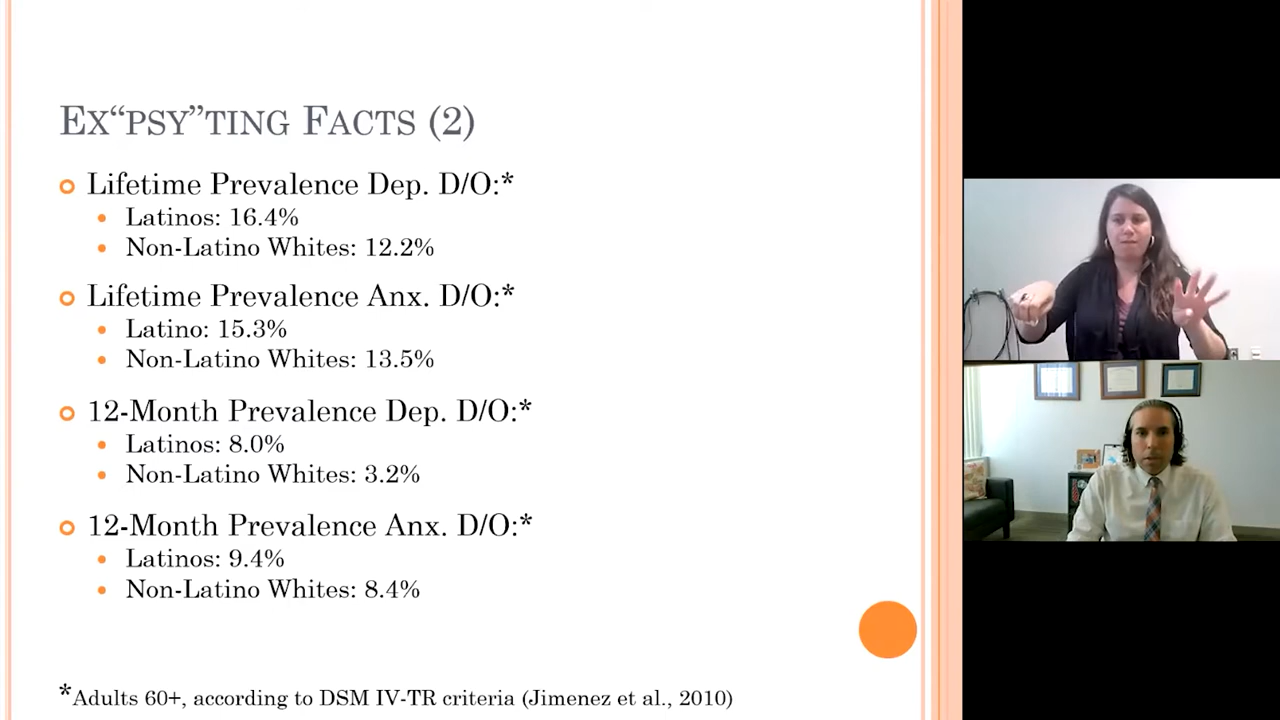 Ex“psy”ting Facts (2)
Lifetime Prevalence Dep. D/O:*
Latinos: 16.4%
Non-Latino Whites: 12.2%
Lifetime Prevalence Anx. D/O:*
Latino: 15.3%
Non-Latino Whites: 13.5%
12-Month Prevalence Dep. D/O:*
Latinos: 8.0%
Non-Latino Whites: 3.2%
12-Month Prevalence Anx. D/O:*
Latinos: 9.4%
Non-Latino Whites: 8.4%
*Adults 60+, according to DSM IV-TR criteria (Jimenez et al., 2010)